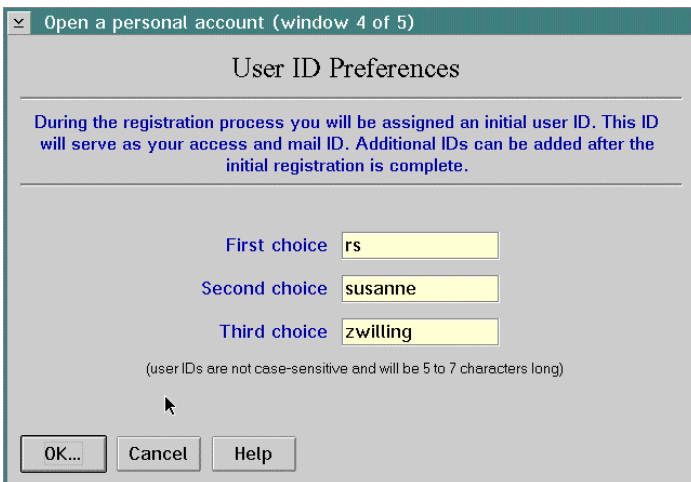 Open a personal account (window 4 of 5)
User ID Preferences
During the registration process you will be assigned an initial user ID. This ID
will serve as your access and mail ID. Additional IDs can be added after the
initial registration is complete.
First choice rs
Second choice susanne
Third choice zwilling
(user IDs are not case-sensitive and will be 5 to 7 characters long)
OK... Cancel Help